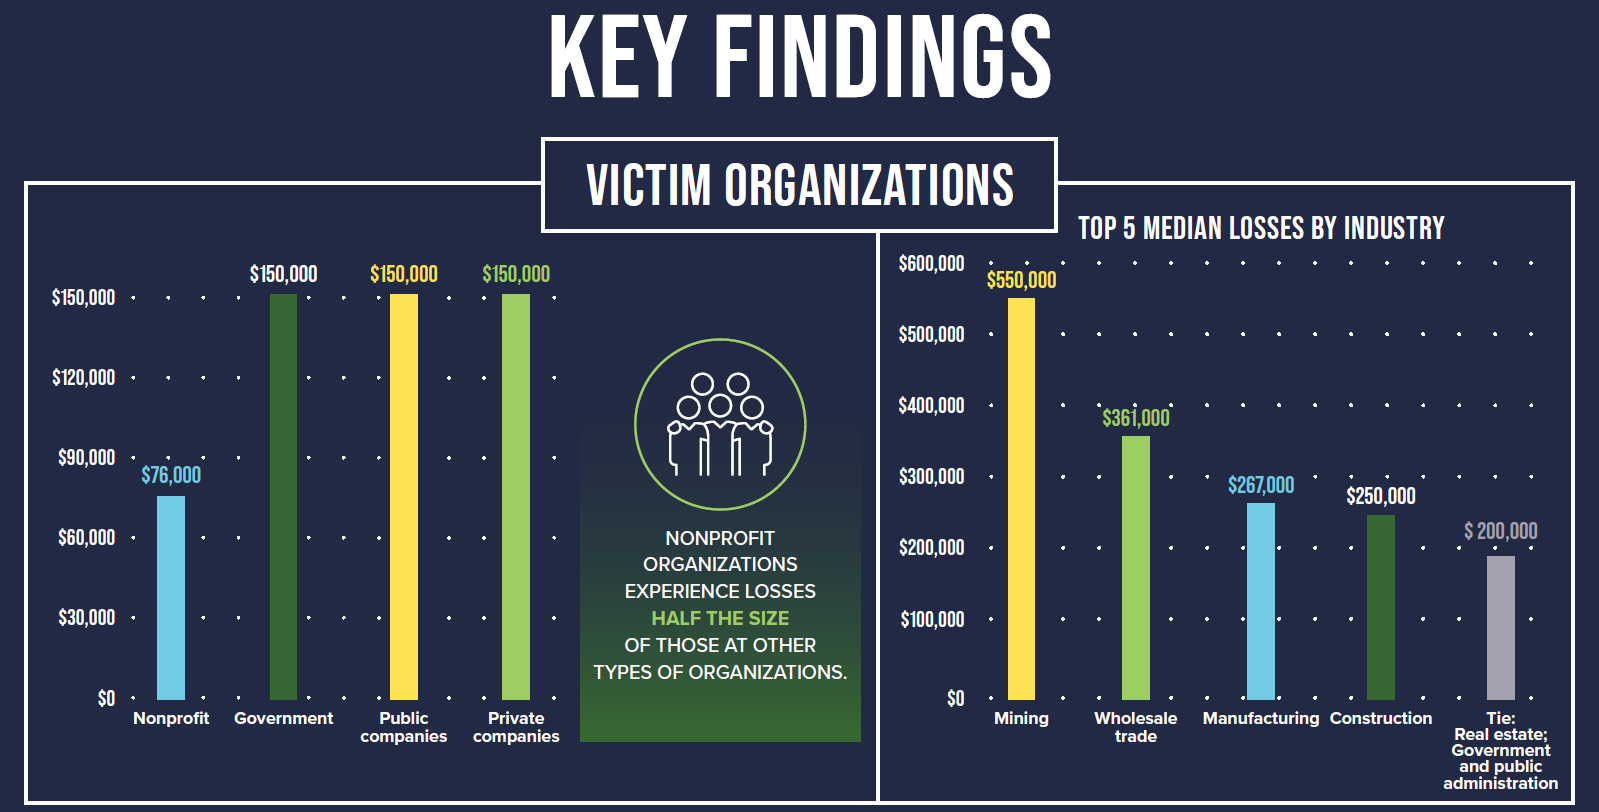 KEY FINDINGS
VICTIM ORGANIZATIONS
$150,000
$120,000
$90,000
$60,000
$30,000
$0
$76,000
$150,000
$150,000
$150,000
Nonprofit
Government
Public
companies
Private
companies
NONPROFIT
ORGANIZATIONS
EXPERIENCE LOSSES
HALF THE SIZE
OF THOSE AT OTHER
TYPES OF ORGANIZATIONS.
TOP 5 MEDIAN LOSSES BY INDUSTRY
$600,000
$500,000
$400,000
$300,000
$200,000
$100,000
$0
$550,000
$361,000
$267,000
$250,000
$ 200,000
Mining
Wholesale
trade
Manufacturing
Construction
Tie:
Real estate;
Government
and public
administration